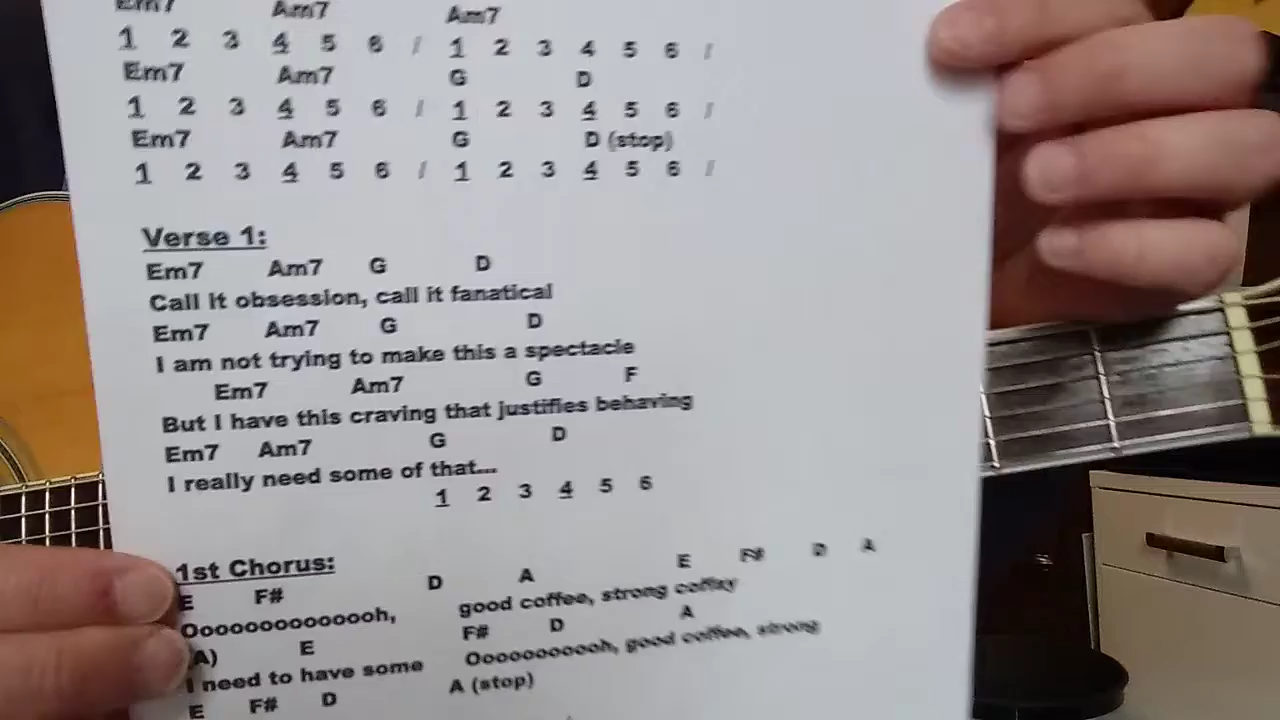 Em7 Am7 Am7
1 2 3 4 5 6 / 1 2 3 4 5 6 /
Em7 Am7 G D
1 2 3 4 5 6 / 1 2 3 4 5 6 /
Em7 Am7 G D (stop)
1 2 3 4 5 6 / 1 2 3 4 5 6 /
Verse 1:
Em7 Am7 G D
Call it obsession, call it fanatical
Em7 Am7 G D
I am not trying to make this a spectacle
Em7 Am7 G F
But I have this craving that justifies behaving
Em7 Am7 G D
I really need some of that...
1 2 3 4 5 6
1st Chorus:
E F# D A E F# D A
Ooooooooooooh, good coffee, strong coffey
(A) E F# D A
I need to have some Ooooooooooh, good coffee, strong
E F# D A (stop)